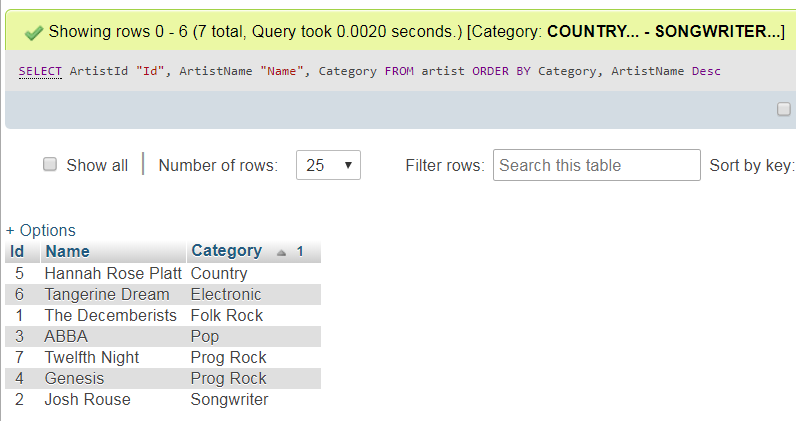 Showing rows 0 - 6 (7 total, Query took 0.0020 seconds.) [Category: COUNTRY... - SONGWRITER...]
SELECT ArtistId "Id", ArtistName "Name", Category FROM artist ORDER BY Category, ArtistName Desc
Show all | Number of rows: 25 Filter rows: Search this table Sort by key:
+ Options
Id Name Category 1
5 Hannah Rose Platt Country
6 Tangerine Dream Electronic
1 The Decemberists Folk Rock
3 ABBA Pop
7 Twelfth Night Prog Rock
4 Genesis Prog Rock
2 Josh Rouse Songwriter